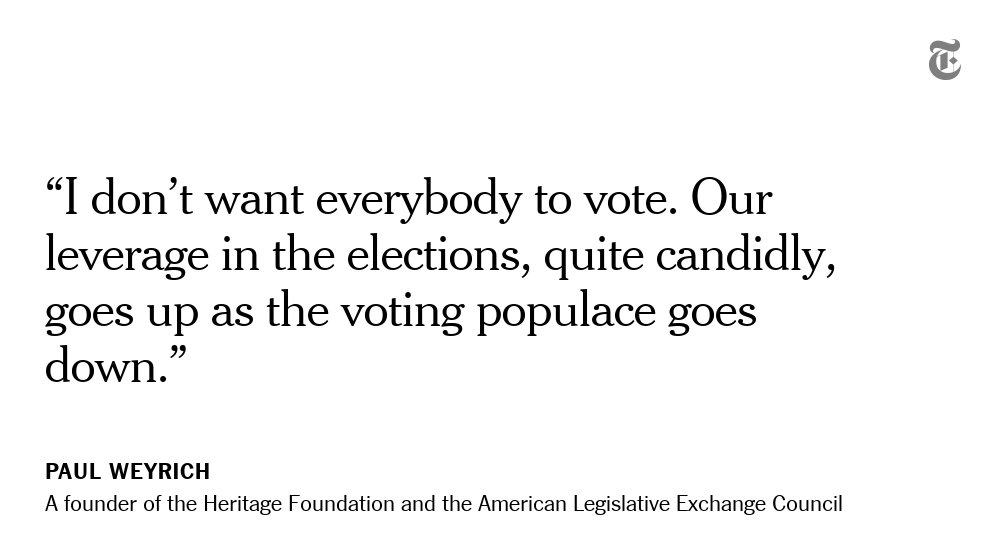 T
“I don’t want everybody to vote. Our
leverage in the elections, quite candidly,
goes up as the voting populace goes
down.”
PAUL WEYRICH
A founder of the Heritage Foundation and the American Legislative Exchange Council